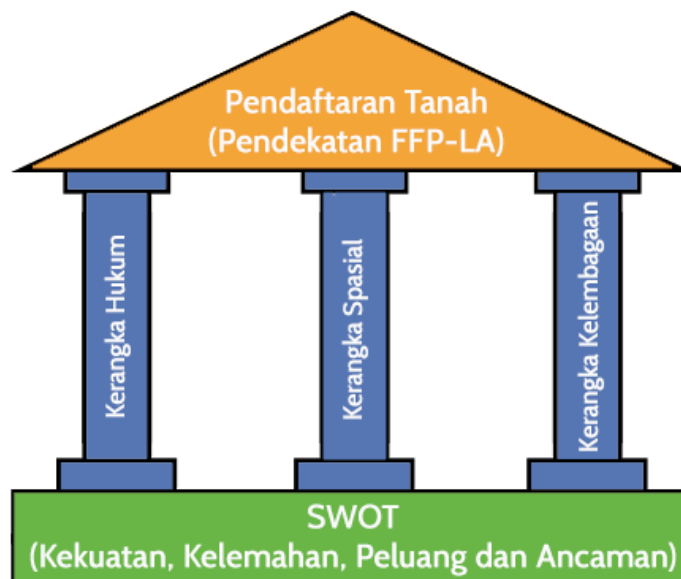 Pendaftaran Tanah
(Pendekatan FFP-LA)
Kerangka Hukum
Kerangka Spasial
Kerangka Kelembagaan
SWOT
(Kekuatan, Kelemahan, Peluang dan Ancaman)